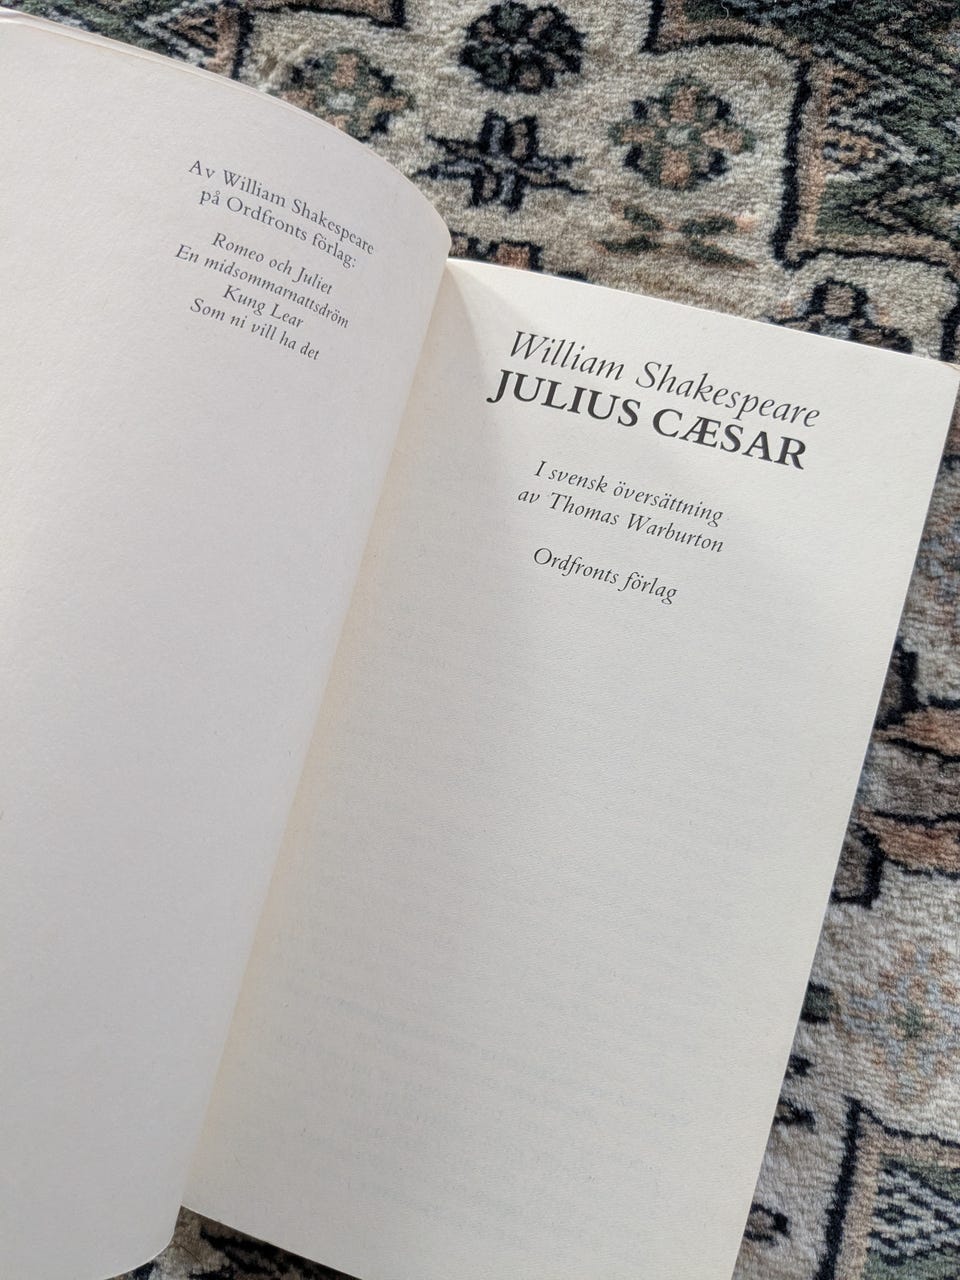 Av William Shakespeare
på Ordfronts förlag:
Romeo och Juliet
En midsommarnattsdröm
Kung Lear
Som ni vill ha det
William Shakespeare
JULIUS CÆSAR
I svensk översättning
av Thomas Warburton
Ordfronts förlag